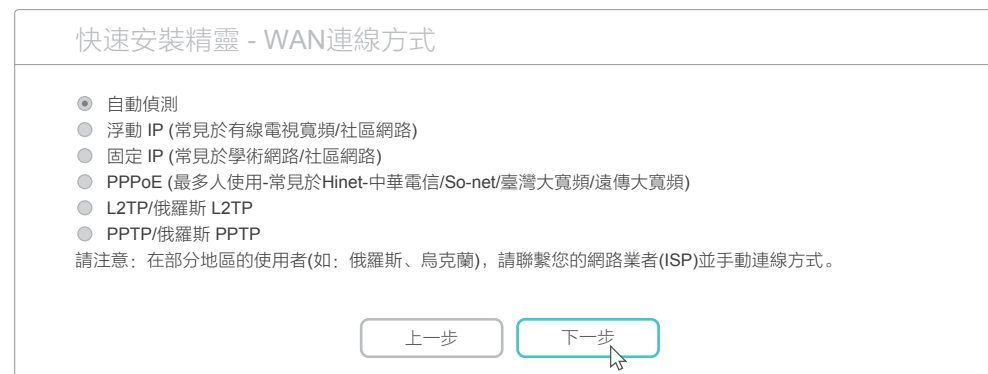 快速安裝精靈 - WAN連線方式
自動偵測
浮動 IP (常見於有線電視寬頻/社區網路)
固定 IP (常見於學術網路/社區網路)
PPPoE (最多人使用-常見於Hinet-中華電信/So-net/臺灣大寬頻/遠傳大寬頻)
L2TP/俄羅斯 L2TP
PPTP/俄羅斯 PPTP
請注意：在部分地區的使用者(如：俄羅斯、烏克蘭)，請聯繫您的網路業者(ISP)並手動連線方式。
上一步 下一步